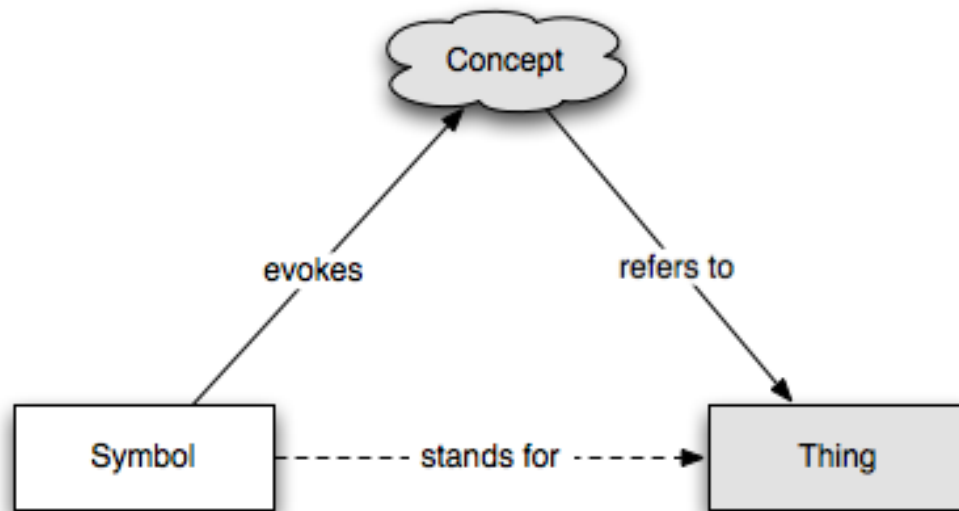 Concept
evokes
refers to
Symbol
stands for
Thing